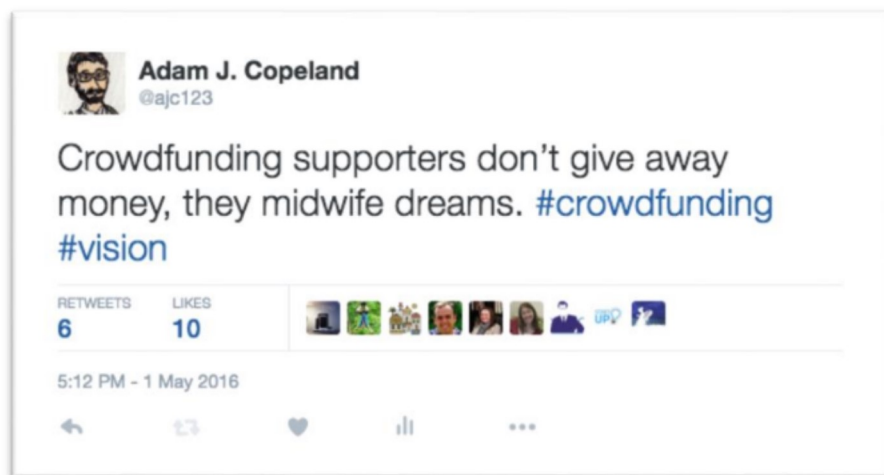 Adam J. Copeland
@ajc123
Crowdfunding supporters don't give away
money, they midwife dreams. #crowdfunding
#vision
RETWEETS LIKES
6 10
UP
5:12 PM - 1 May 2016